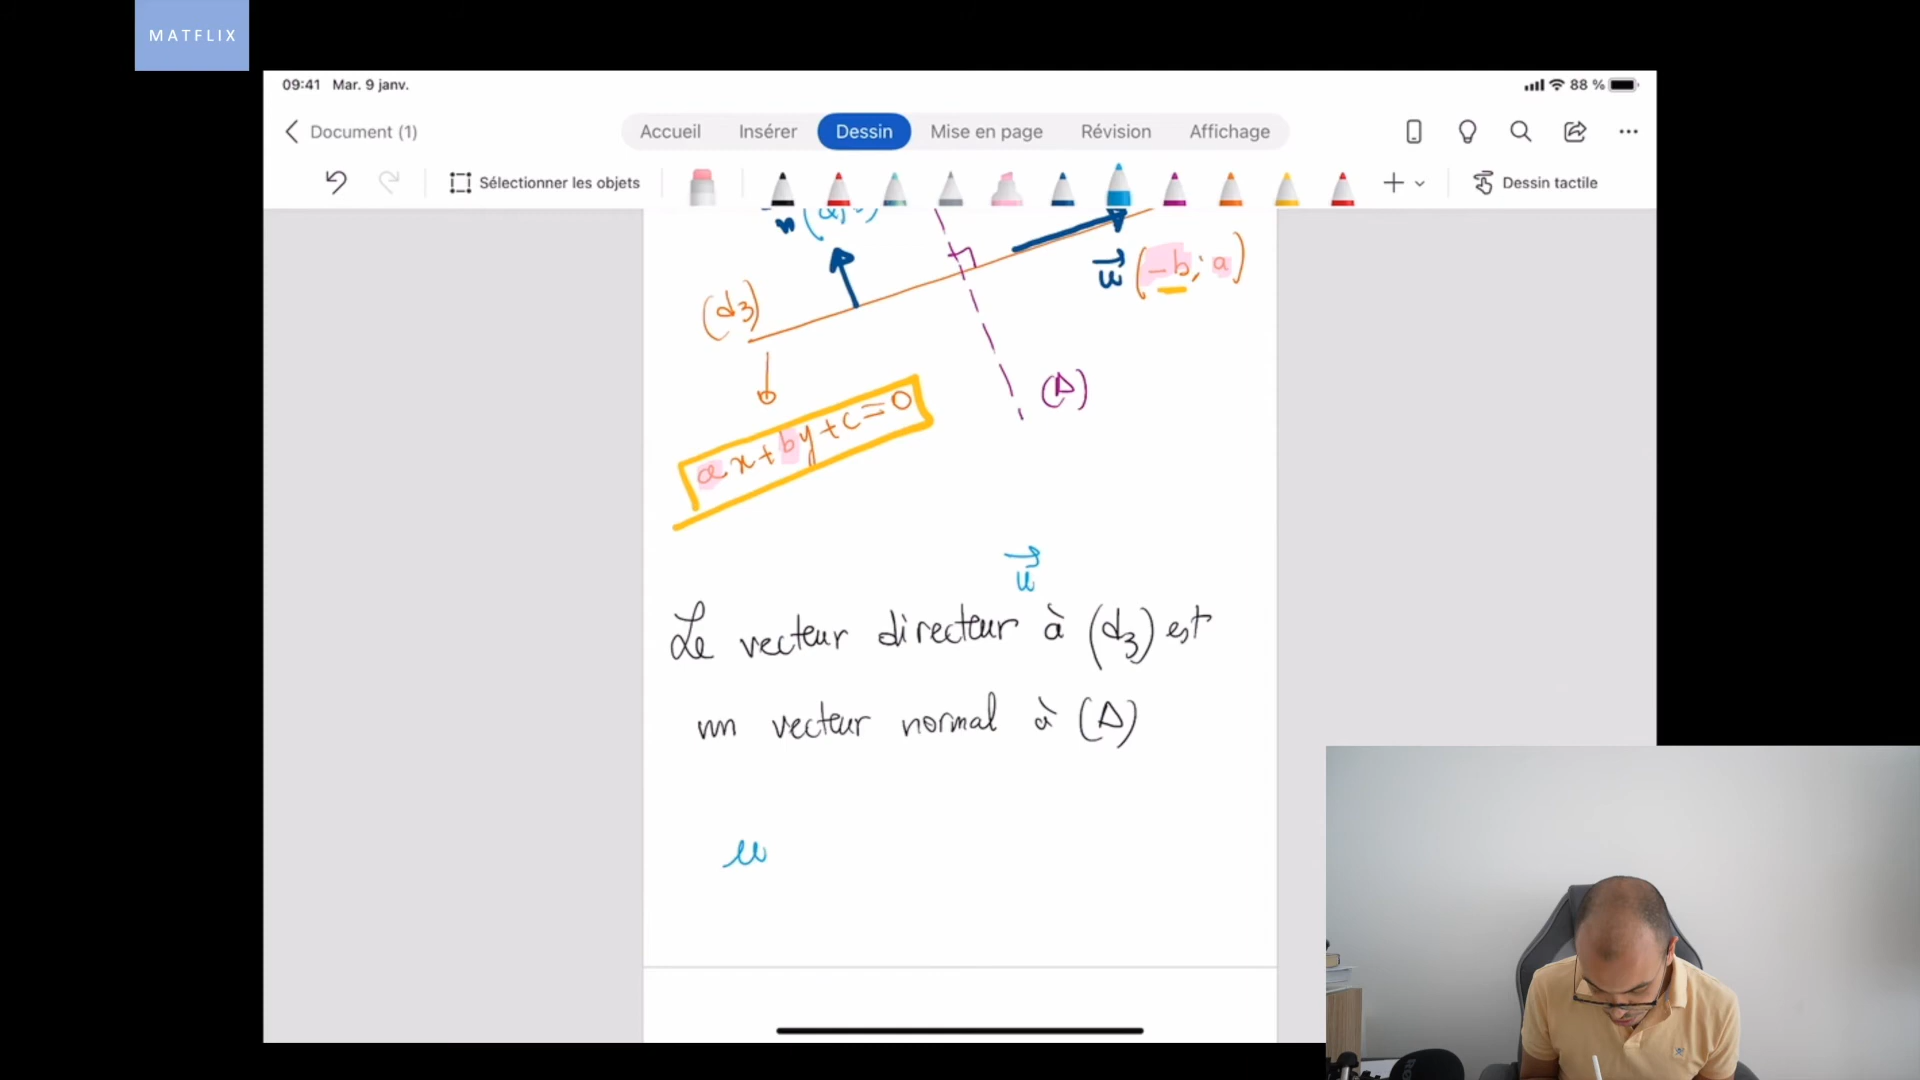 MATFLIX
09:41 Mar. 9 janv.
88 %
Document (1)
Accueil Insérer Dessin Mise en page Révision Affichage
Sélectionner les objets
Dessin tactile
n
w (-b; a)
(d3)
(Δ)
ax+by+c=0
u
Le vecteur directeur à (d3) est
un vecteur normal à (Δ)
u